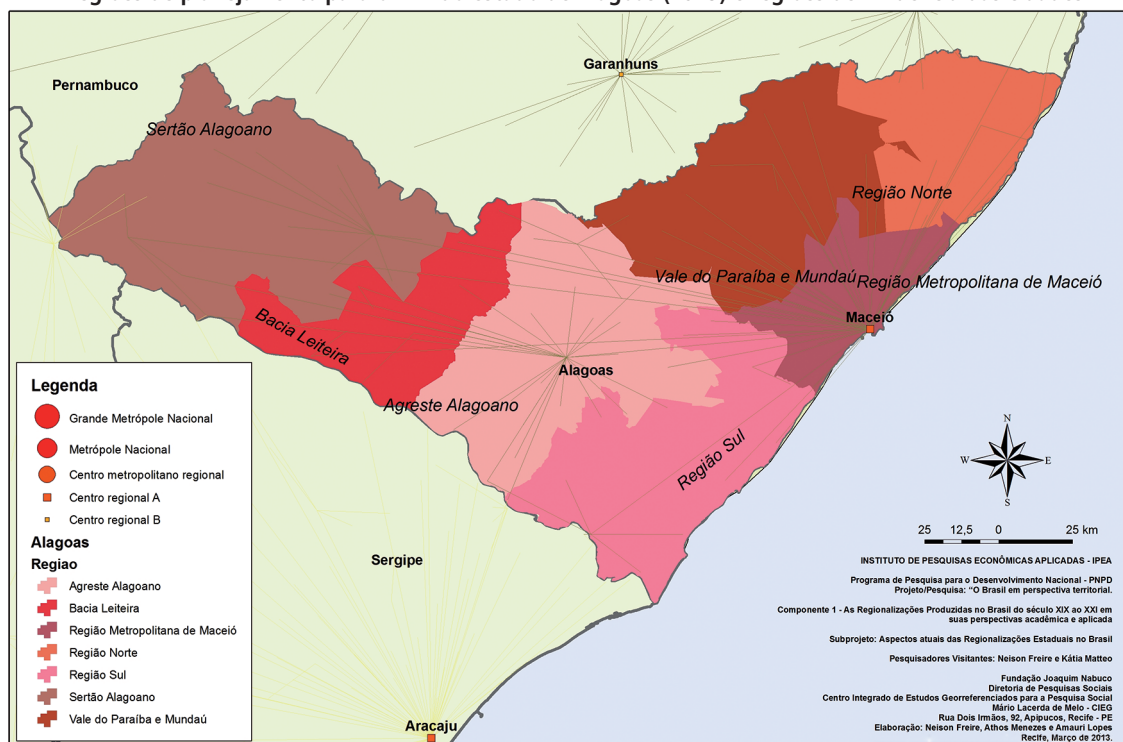 Pernambuco
Garanhuns
Sertão Alagoano
Região Norte
Vale do Paraíba e Mundaú
Região Metropolitana de Maceió
Maceió
Bacia Leiteira
Alagoas
Agreste Alagoano
Região Sul
Sergipe
Aracaju
Legenda
Grande Metrópole Nacional
Metrópole Nacional
Centro metropolitano regional
Centro regional A
Centro regional B
Alagoas
Regiao
Agreste Alagoano
Bacia Leiteira
Região Metropolitana de Maceió
Região Norte
Região Sul
Sertão Alagoano
Vale do Paraíba e Mundaú
N
W
E
S
25 12,5 0 25 km
INSTITUTO DE PESQUISAS ECONÔMICAS APLICADAS - IPEA
Programa de Pesquisa para o Desenvolvimento Nacional - PNPD
Projeto/Pesquisa: “O Brasil em perspectiva territorial.
Componente 1 - As Regionalizações Produzidas no Brasil do século XIX ao XXI em
suas perspectivas acadêmica e aplicada
Subprojeto: Aspectos atuais das Regionalizações Estaduais no Brasil
Pesquisadores Visitantes: Neison Freire e Kátia Matteo
Fundação Joaquim Nabuco
Diretoria de Pesquisas Sociais
Centro Integrado de Estudos Georreferenciados para a Pesquisa Social
Mário Lacerda de Melo - CIEG
Rua Dois Irmãos, 92, Apipucos, Recife - PE
Elaboração: Neison Freire, Athos Menezes e Amauri Lopes
Recife, Março de 2013.